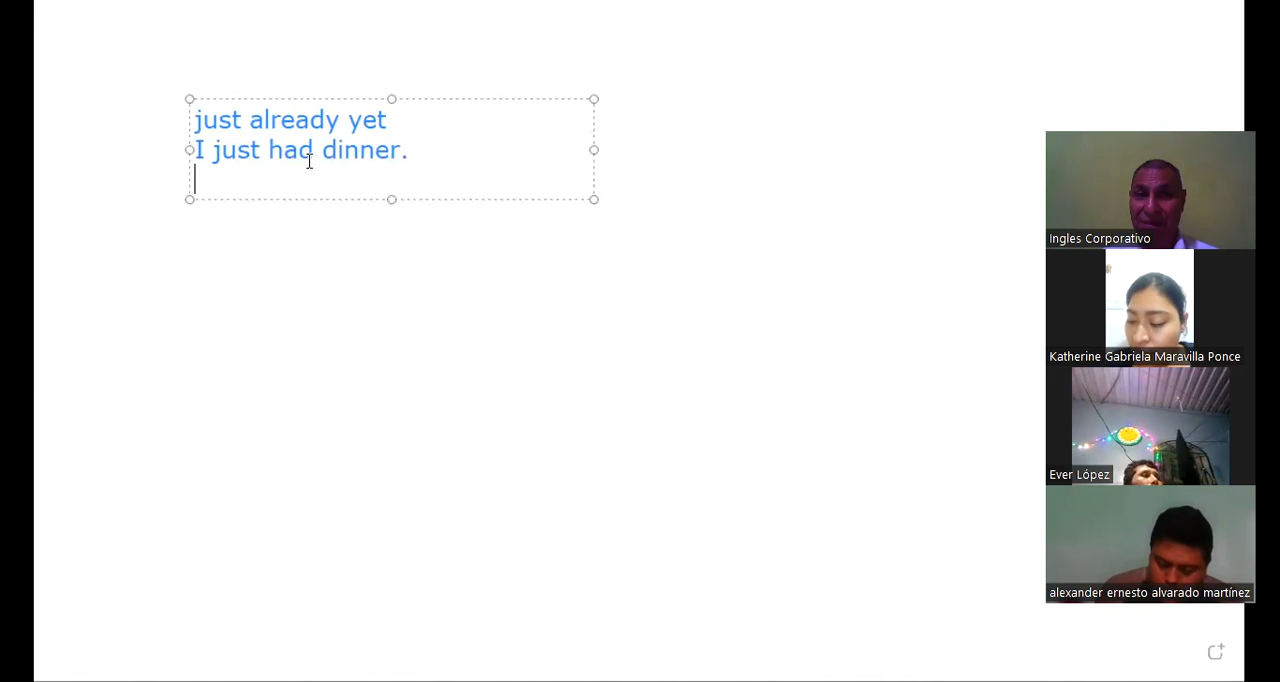 just already yet
I just had dinner.
Ingles Corporativo
Katherine Gabriela Maravilla Ponce
Ever López
alexander ernesto alvarado martínez